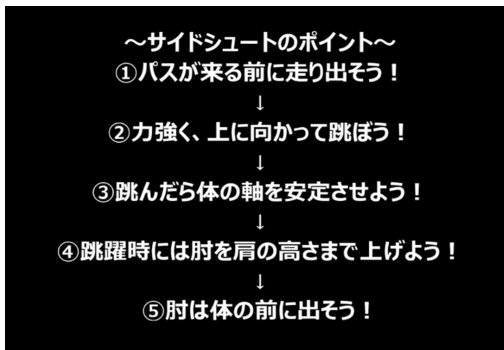 ～サイドシュートのポイント～
①パスが来る前に走り出そう！
↓
②力強く、上に向かって跳ぼう！
↓
③跳んだら体の軸を安定させよう！
↓
④跳躍時には肘を肩の高さまで上げよう！
↓
⑤肘は体の前に出そう！